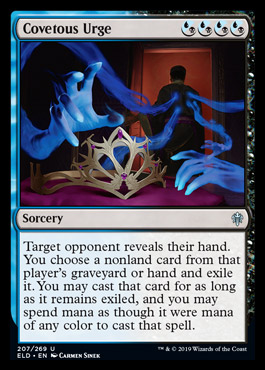 Covetous Urge
Sorcery
Target opponent reveals their hand.
You choose a nonland card from that
player's graveyard or hand and exile
it. You may cast that card for as long
as it remains exiled, and you may
spend mana as though it were mana
of any color to cast that spell.
207/269 U
ELD • EN CARMEN SINEK
™ & © 2019 Wizards of the Coast